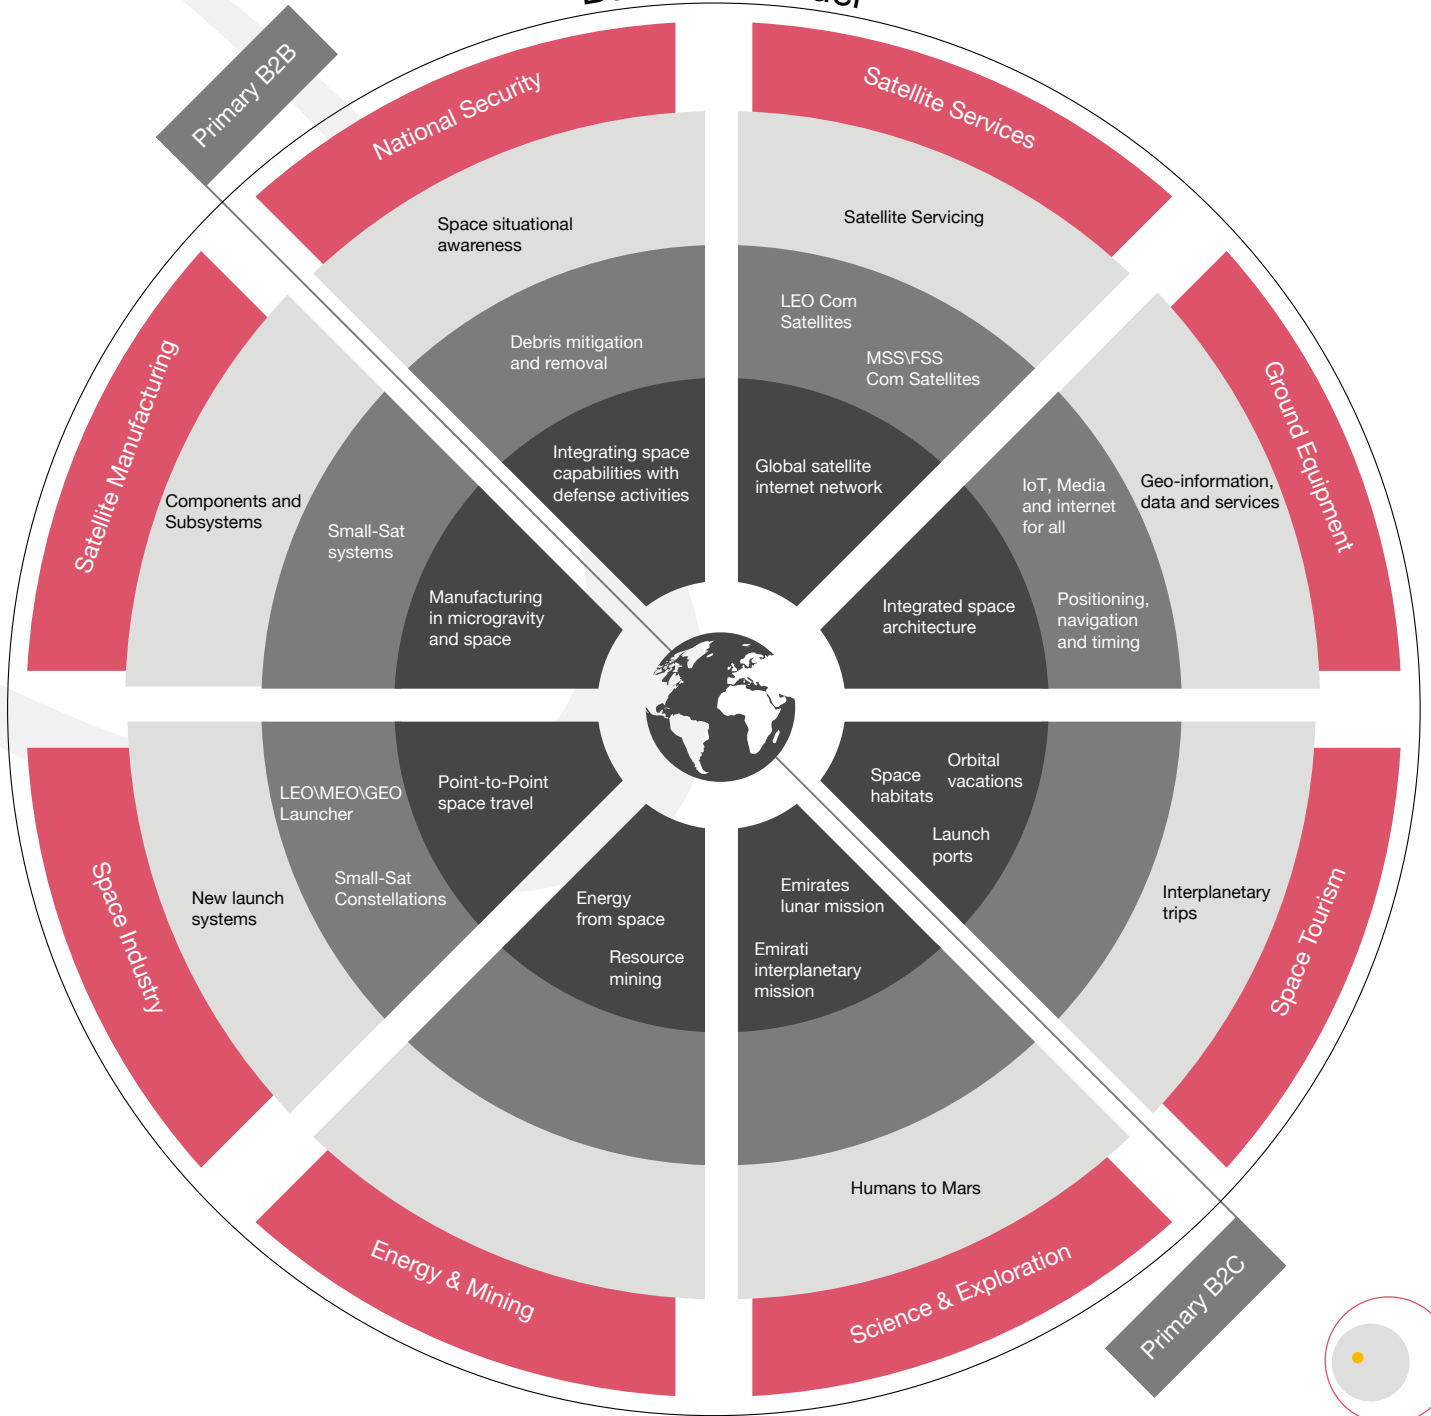 Primary B2B
National Security
Satellite Services
Space situational
awareness
Satellite Servicing
Debris mitigation
and removal
LEO Com
Satellites
MSS\FSS
Com Satellites
Integrating space
capabilities with
defense activities
Global satellite
internet network
Satellite Manufacturing
Components and
Subsystems
Small-Sat
systems
Manufacturing
in microgravity
and space
Ground Equipment
Geo-information,
data and services
IoT, Media
and internet
for all
Positioning,
navigation
and timing
Integrated space
architecture
Space Industry
New launch
systems
LEO\MEO\GEO
Launcher
Small-Sat
Constellations
Point-to-Point
space travel
Space
habitats
Orbital
vacations
Launch
ports
Interplanetary
trips
Space Tourism
Energy
from space
Resource
mining
Energy & Mining
Emirates
lunar mission
Emirati
interplanetary
mission
Humans to Mars
Science & Exploration
Primary B2C